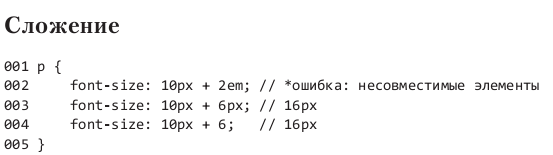 Сложение
001 p {
002     font-size: 10px + 2em; // *ошибка: несовместимые элементы
003     font-size: 10px + 6px; // 16px
004     font-size: 10px + 6;   // 16px
005 }